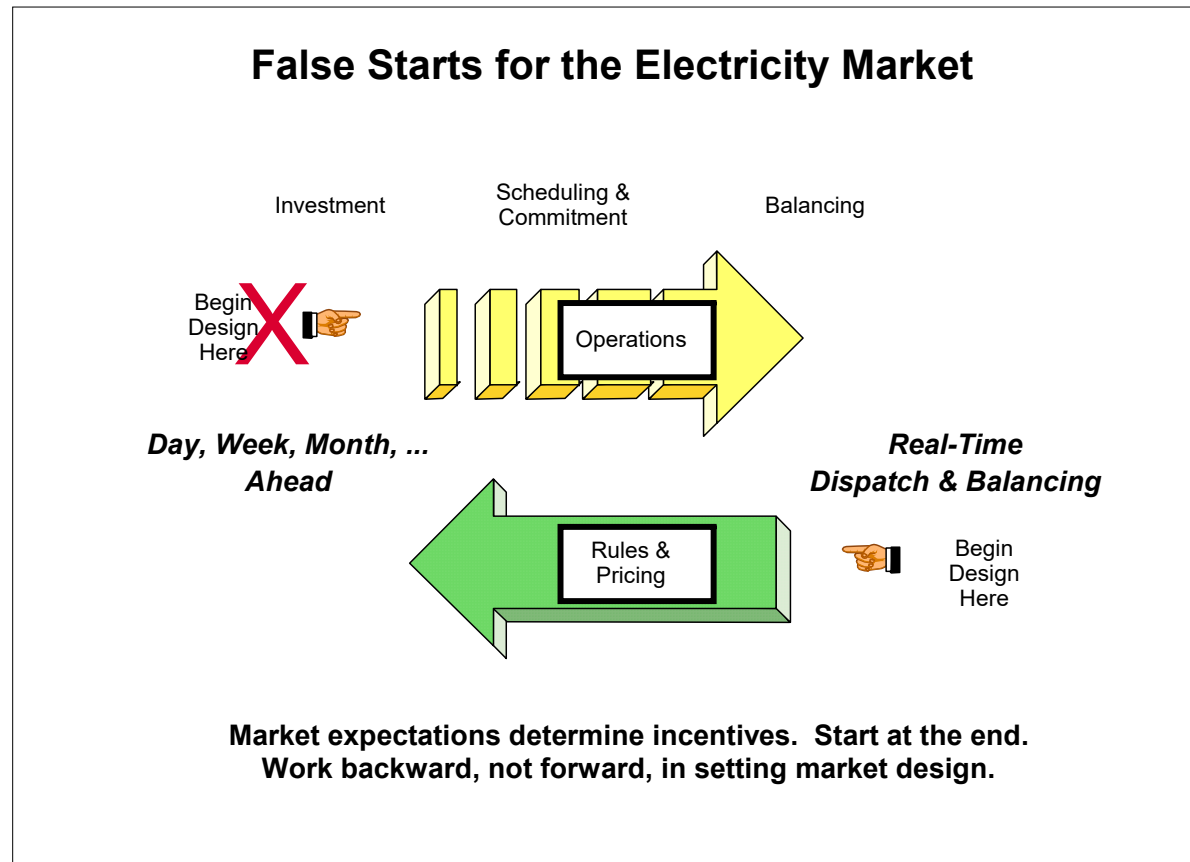 False Starts for the Electricity Market
Investment
Scheduling &
Commitment
Balancing
Begin
Design
Here
Operations
Day, Week, Month, ...
Ahead
Real-Time
Dispatch & Balancing
Rules &
Pricing
Begin
Design
Here
Market expectations determine incentives.  Start at the end.
Work backward, not forward, in setting market design.